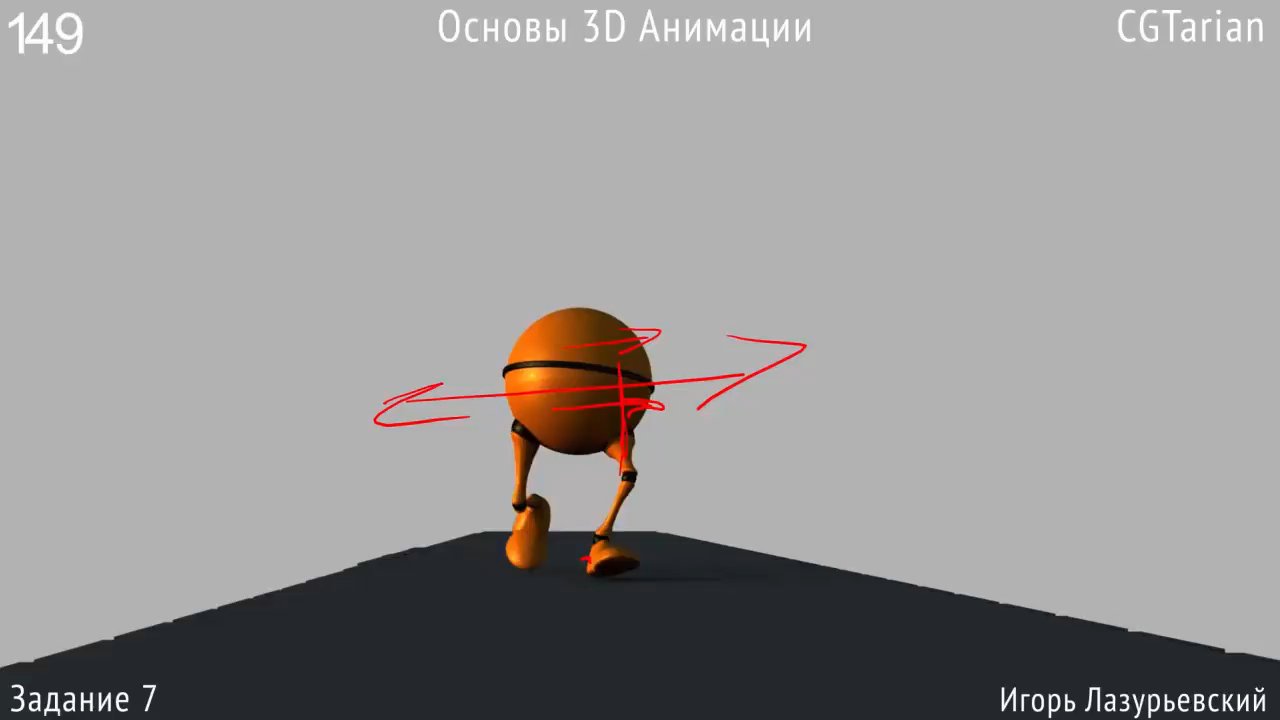 149
Основы 3D Анимации
CGTarian
Задание 7
Игорь Лазурьевский